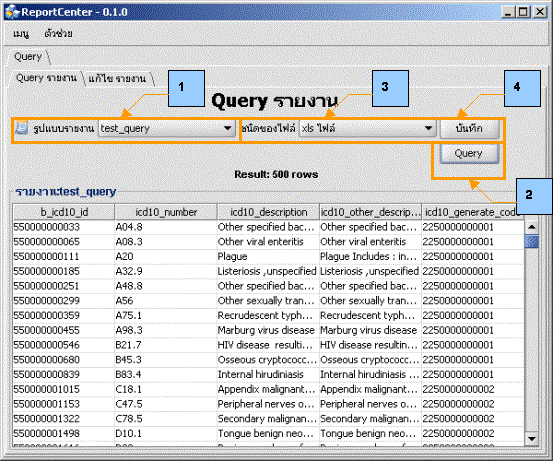 ReportCenter - 0.1.0
เมนู ตัวช่วย
Query
Query รายงาน แก้ไข รายงาน
1 3 4
Query รายงาน
รูปแบบรายงาน test_query ชนิดของไฟล์ xls ไฟล์ บันทึก
Query
Result: 500 rows
2
รายงาน:test_query
b_icd10_id icd10_number icd10_description icd10_other_descrip... icd10_generate_code
550000000033 A04.8 Other specified bac... Other specified bac... 2250000000001
550000000065 A08.3 Other viral enteritis Other viral enteritis 2250000000001
550000000111 A20 Plague Plague Includes : in... 2250000000001
550000000185 A32.9 Listeriosis ,unspecified Listeriosis ,unspecified 2250000000001
550000000251 A48.8 Other specified bac... Other specified bac... 2250000000001
550000000299 A56 Other sexually tran... Other sexually tran... 2250000000001
550000000359 A75.1 Recrudescent typh... Recrudescent typh... 2250000000001
550000000455 A98.3 Marburg virus disease Marburg virus disease 2250000000001
550000000546 B21.7 HIV disease resultin... HIV disease resultin... 2250000000001
550000000680 B45.3 Osseous cryptococc... Osseous cryptococc... 2250000000001
550000000839 B83.4 Internal hirudiniasis Internal hirudiniasis 2250000000001
550000001015 C18.1 Appendix malignant... Appendix malignant... 2250000000002
550000001153 C47.5 Peripheral nerves o... Peripheral nerves o... 2250000000002
550000001322 C78.5 Secondary malignan... Secondary malignan... 2250000000002
550000001498 D10.1 Tongue benign neo... Tongue benign neo... 2250000000002